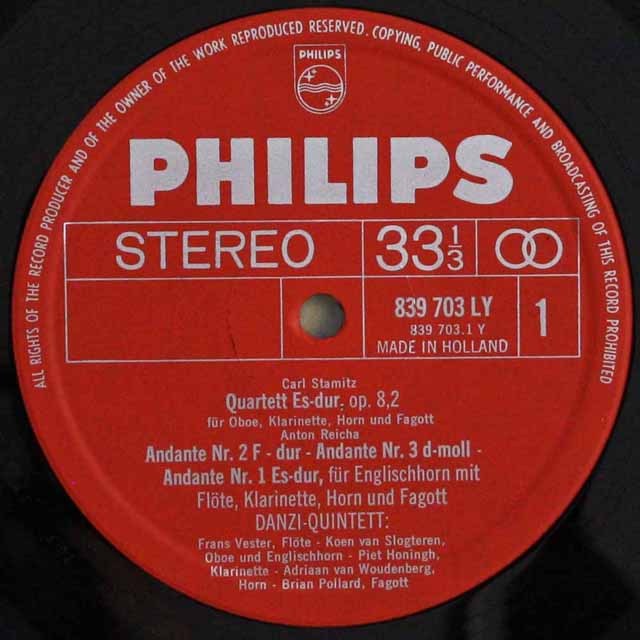 ALL RIGHTS OF THE RECORD PRODUCER AND OF THE OWNER OF THE WORK REPRODUCED RESERVED. COPYING, PUBLIC PERFORMANCE AND BROADCASTING OF THIS RECORD PROHIBITED
PHILIPS
PHILIPS
STEREO
33 1/3
839 703 LY
839 703.1 Y
MADE IN HOLLAND
1
Carl Stamitz
Quartett Es-dur. op. 8,2
für Oboe, Klarinette, Horn und Fagott
Anton Reicha
Andante Nr. 2 F - dur - Andante Nr. 3 d-moll -
Andante Nr. 1 Es-dur, für Englischhorn mit
Flöte, Klarinette, Horn und Fagott
DANZI-QUINTETT:
Frans Vester, Flöte - Koen van Slogteren,
Oboe und Englischhorn - Piet Honingh,
Klarinette - Adriaan van Woudenberg,
Horn - Brian Pollard, Fagott